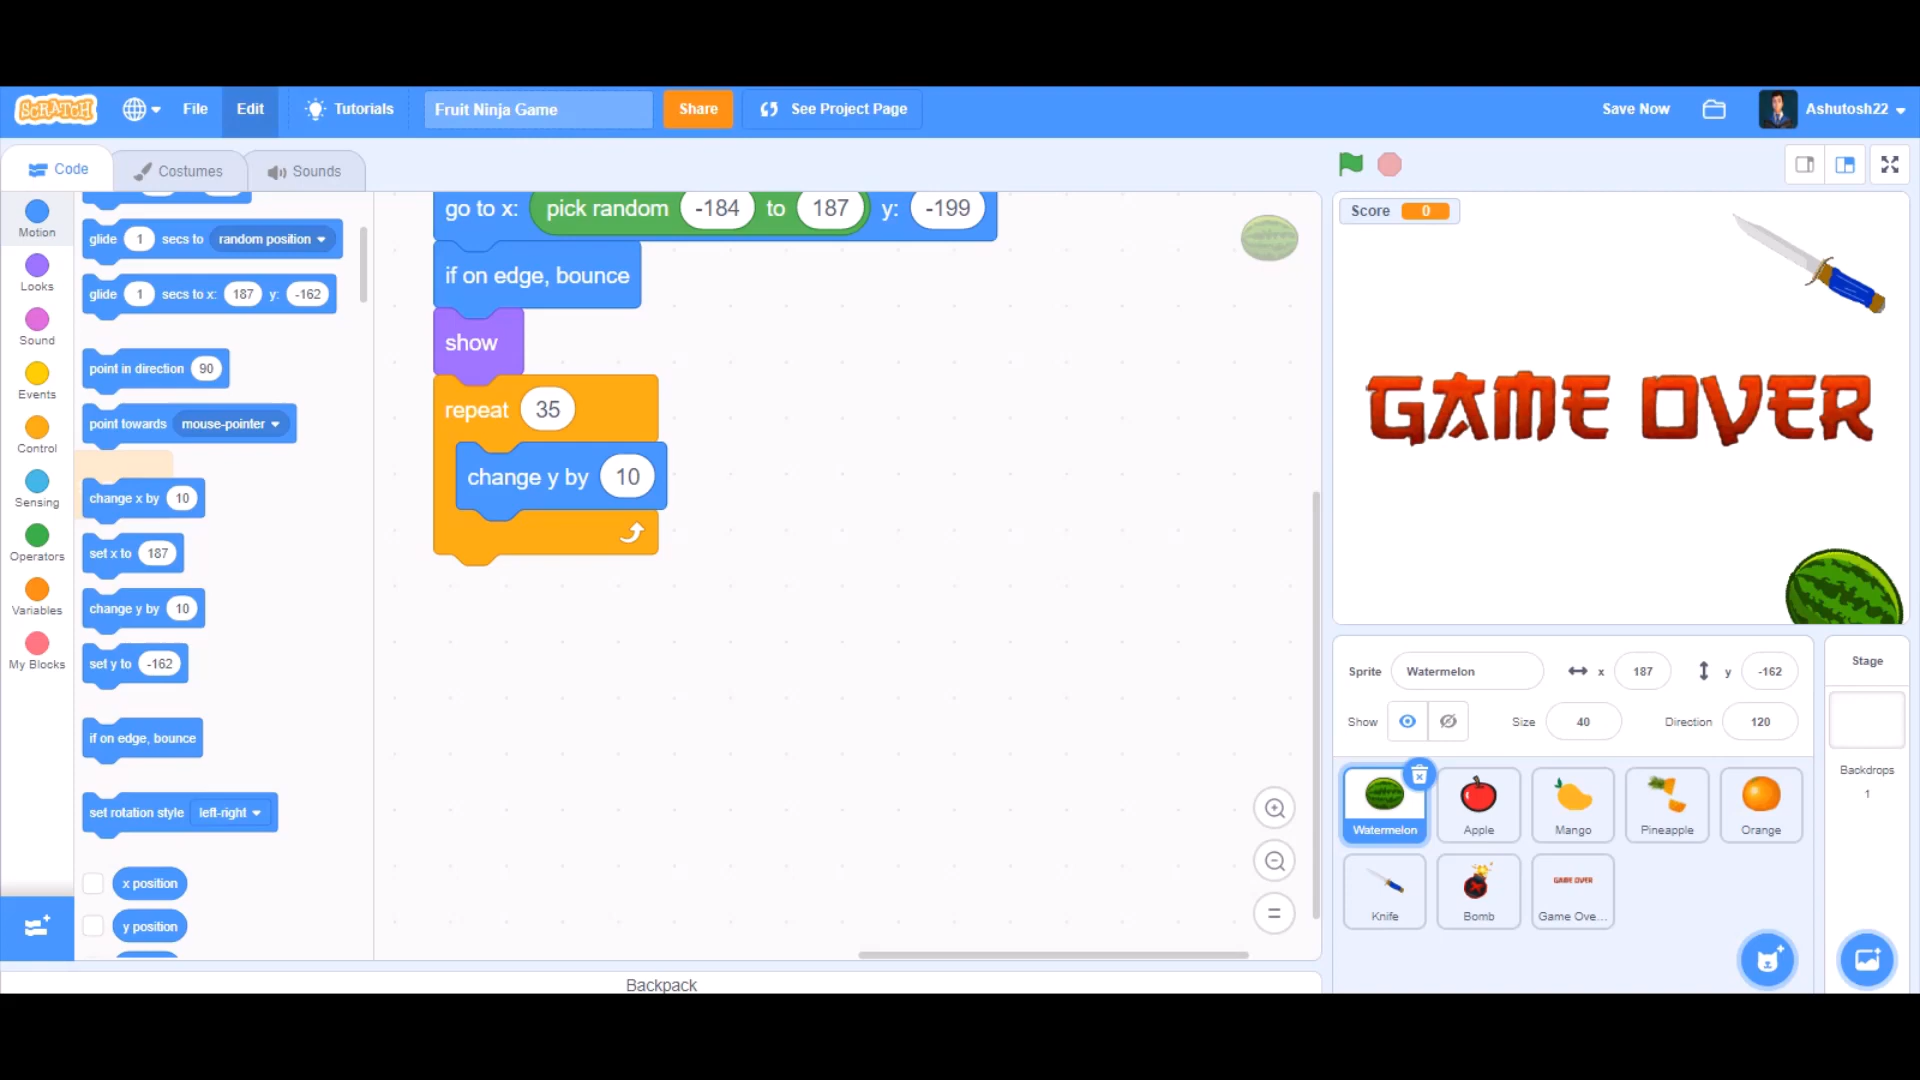 SCRATCH File Edit Tutorials Fruit Ninja Game Share See Project Page Save Now Ashutosh22
Code Costumes Sounds
Motion
Looks
Sound
Events
Control
Sensing
Operators
Variables
My Blocks
glide 1 secs to random position
glide 1 secs to x: 187 y: -162
point in direction 90
point towards mouse-pointer
change x by 10
set x to 187
change y by 10
set y to -162
if on edge, bounce
set rotation style left-right
x position
y position
go to x: pick random -184 to 187 y: -199
if on edge, bounce
show
repeat 35
change y by 10
Backpack
Score 0
GAME OVER
Sprite Watermelon x 187 y -162
Show Size 40 Direction 120
Watermelon Apple Mango Pineapple Orange
GAME OVER
Knife Bomb Game Ove...
Stage
Backdrops
1